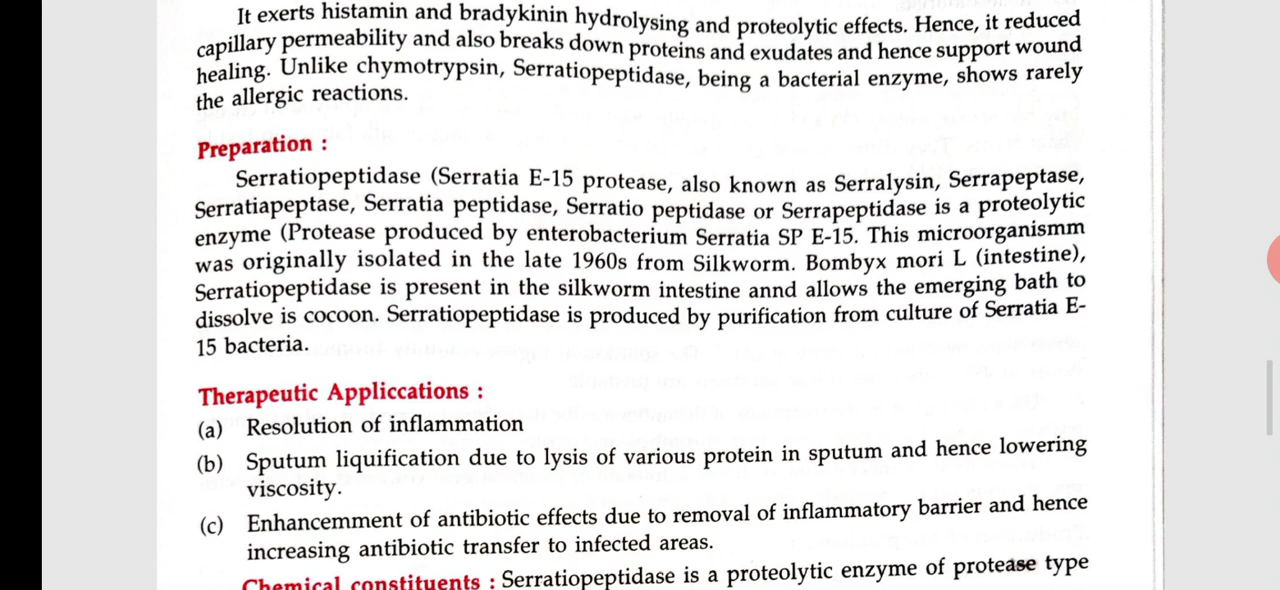 It exerts histamin and bradykinin hydrolysing and proteolytic effects. Hence, it reduced
capillary permeability and also breaks down proteins and exudates and hence support wound
healing. Unlike chymotrypsin, Serratiopeptidase, being a bacterial enzyme, shows rarely
the allergic reactions.
Preparation :
Serratiopeptidase (Serratia E-15 protease, also known as Serralysin, Serrapeptase,
Serratiapeptase, Serratia peptidase, Serratio peptidase or Serrapeptidase is a proteolytic
enzyme (Protease produced by enterobacterium Serratia SP E-15. This microorganismm
was originally isolated in the late 1960s from Silkworm. Bombyx mori L (intestine),
Serratiopeptidase is present in the silkworm intestine annd allows the emerging bath to
dissolve is cocoon. Serratiopeptidase is produced by purification from culture of Serratia E-
15 bacteria.
Therapeutic Appliccations :
(a) Resolution of inflammation
(b) Sputum liquification due to lysis of various protein in sputum and hence lowering
viscosity.
(c) Enhancemment of antibiotic effects due to removal of inflammatory barrier and hence
increasing antibiotic transfer to infected areas.
Chemical constituents : Serratiopeptidase is a proteolytic enzyme of protease type